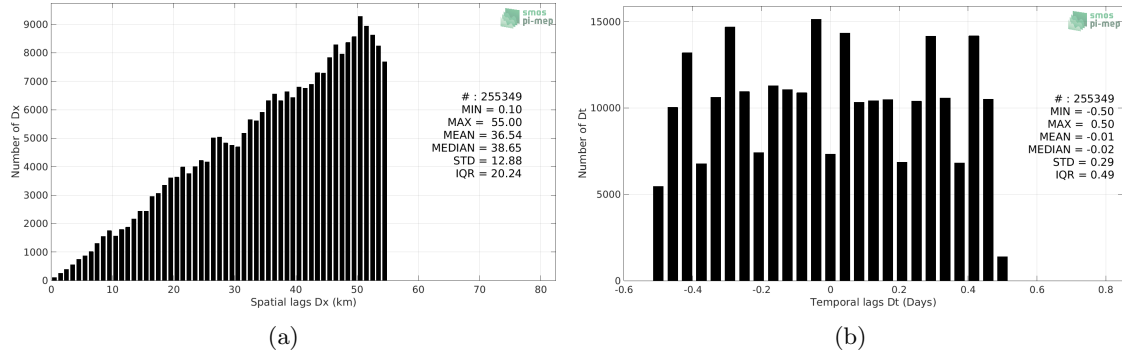 smos
pi-mep
9000
8000
7000
6000
5000
4000
3000
2000
1000
0
Number of Dx
# : 255349
MIN = 0.10
MAX = 55.00
MEAN = 36.54
MEDIAN = 38.65
STD = 12.88
IQR = 20.24
0 10 20 30 40 50 60 70 80
Spatial lags Dx (km)
(a)
smos
pi-mep
15000
10000
5000
0
Number of Dt
# : 255349
MIN = -0.50
MAX = 0.50
MEAN = -0.01
MEDIAN = -0.02
STD = 0.29
IQR = 0.49
-0.6 -0.4 -0.2 0 0.2 0.4 0.6 0.8
Temporal lags Dt (Days)
(b)